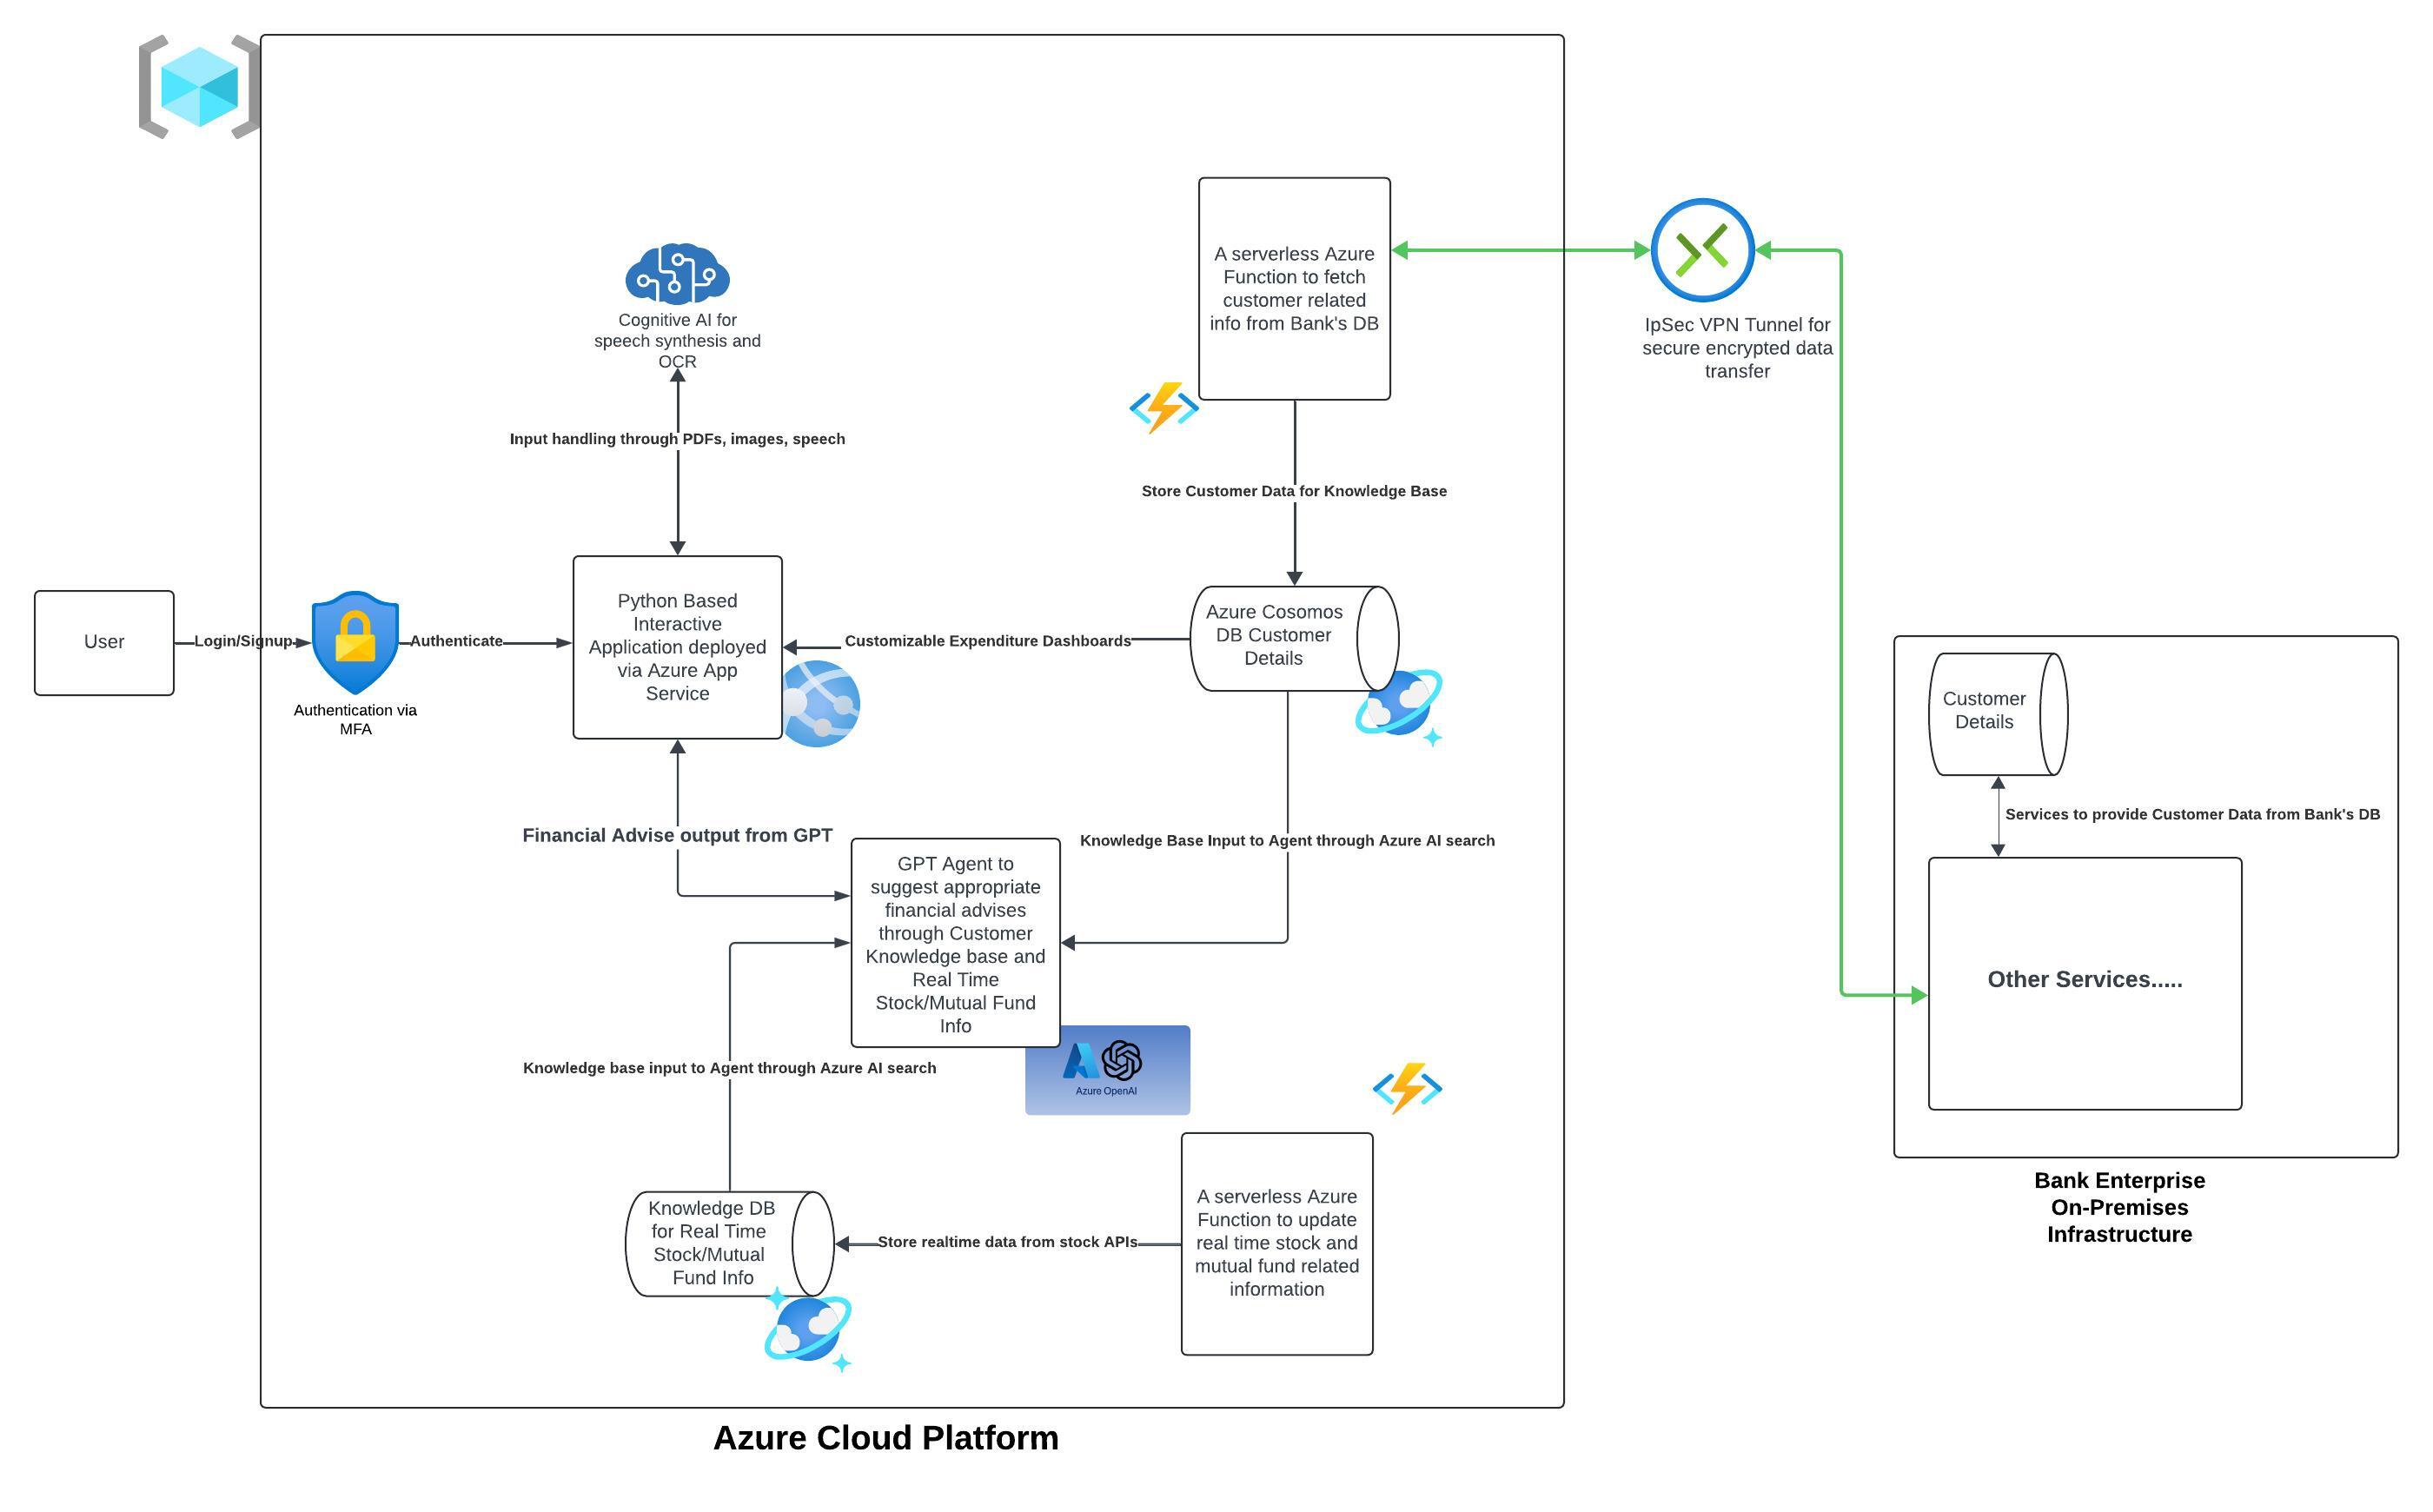 A serverless Azure
Function to fetch
customer related
info from Bank's DB
Cognitive AI for
speech synthesis and
OCR
IpSec VPN Tunnel for
secure encrypted data
transfer
Input handling through PDFs, images, speech
Store Customer Data for Knowledge Base
User
Login/Signup
Authenticate
Authentication via
MFA
Python Based
Interactive
Application deployed
via Azure App
Service
Customizable Expenditure Dashboards
Azure Cosomos
DB Customer
Details
Customer
Details
Services to provide Customer Data from Bank's DB
Financial Advise output from GPT
Knowledge Base Input to Agent through Azure AI search
GPT Agent to
suggest appropriate
financial advises
through Customer
Knowledge base and
Real Time
Stock/Mutual Fund
Info
Other Services.....
Knowledge base input to Agent through Azure AI search
Azure OpenAI
Knowledge DB
for Real Time
Stock/Mutual
Fund Info
Store realtime data from stock APIs
A serverless Azure
Function to update
real time stock and
mutual fund related
information
Bank Enterprise
On-Premises
Infrastructure
Azure Cloud Platform